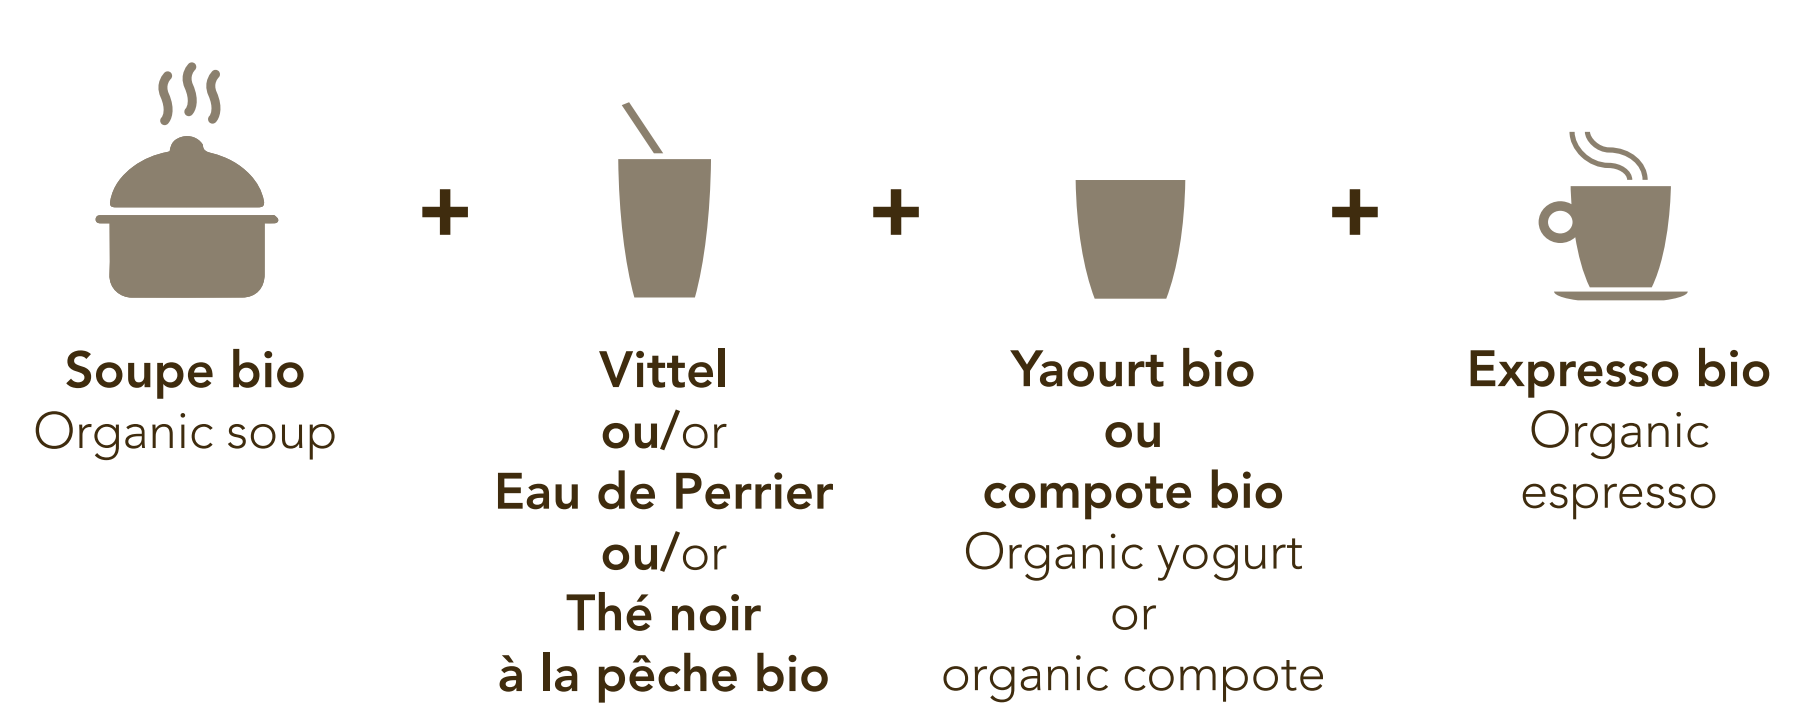 +
+
+
Soupe bio
Organic soup
Vittel
ou/or
Eau de Perrier
ou/or
Thé noir
à la pêche bio
Yaourt bio
ou
compote bio
Organic yogurt
or
organic compote
Expresso bio
Organic
espresso